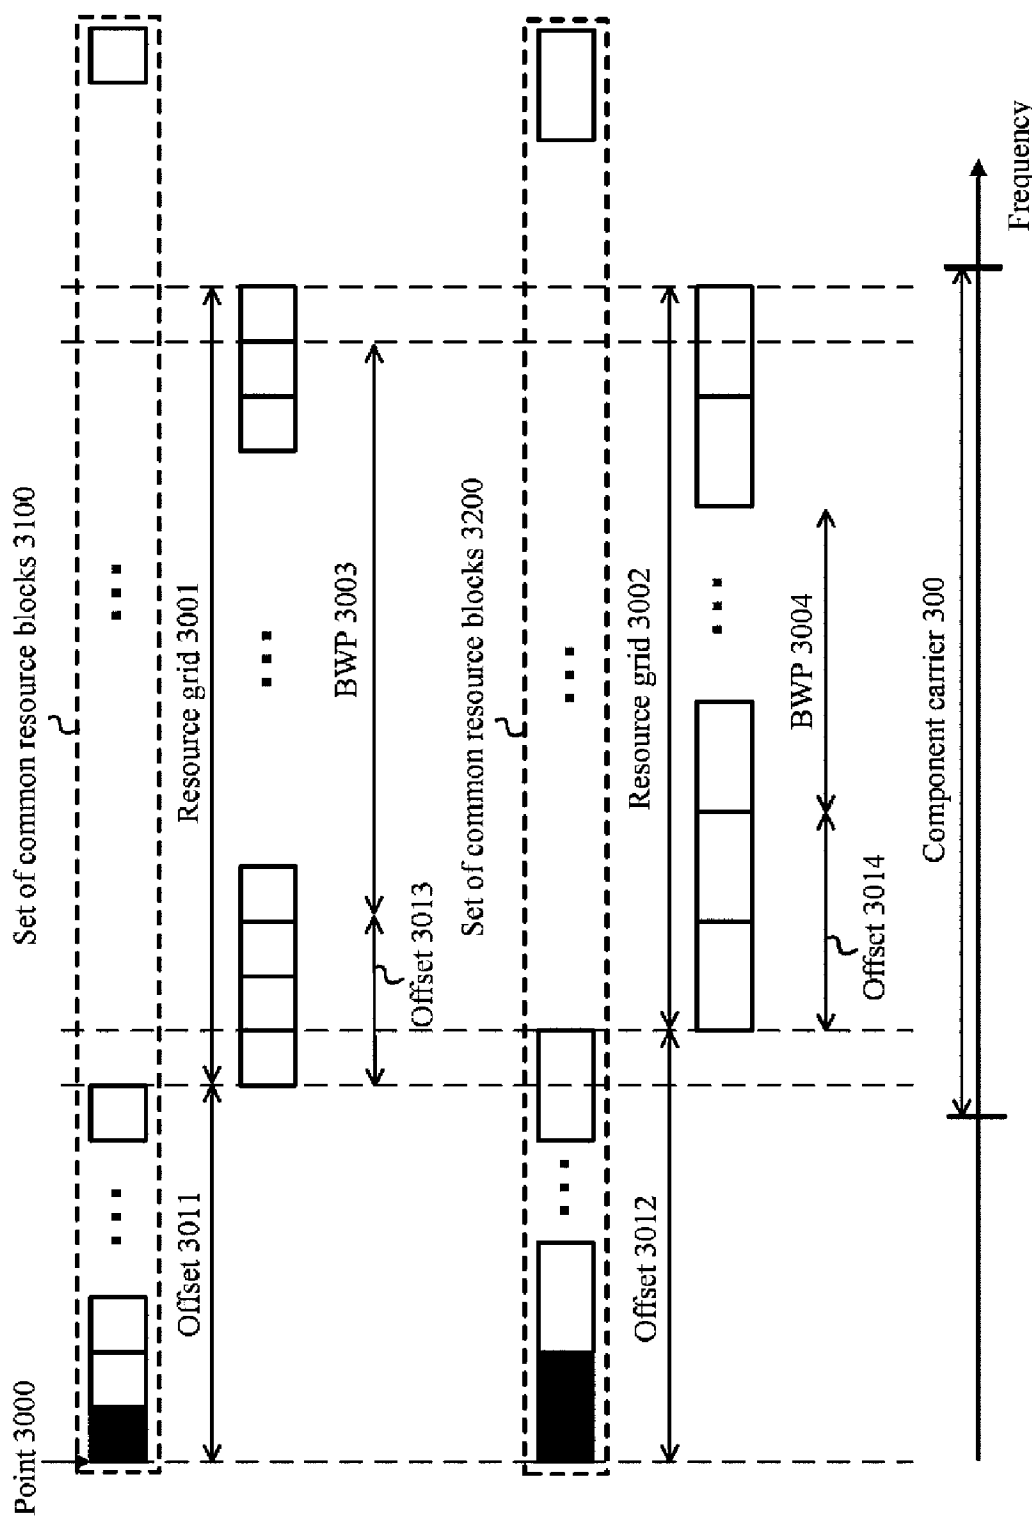 Point 3000
Set of common resource blocks 3100
Offset 3011
Resource grid 3001
Offset 3013
BWP 3003
Set of common resource blocks 3200
Offset 3012
Resource grid 3002
Offset 3014
BWP 3004
Component carrier 300
Frequency